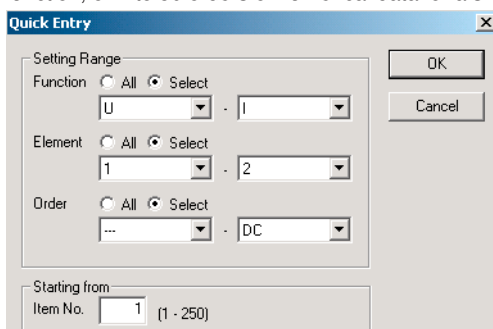 Quick Entry
Setting Range
Function All Select
U - I
Element All Select
1 - 2
Order All Select
--- - DC
Starting from
Item No. 1 (1 - 250)
OK
Cancel